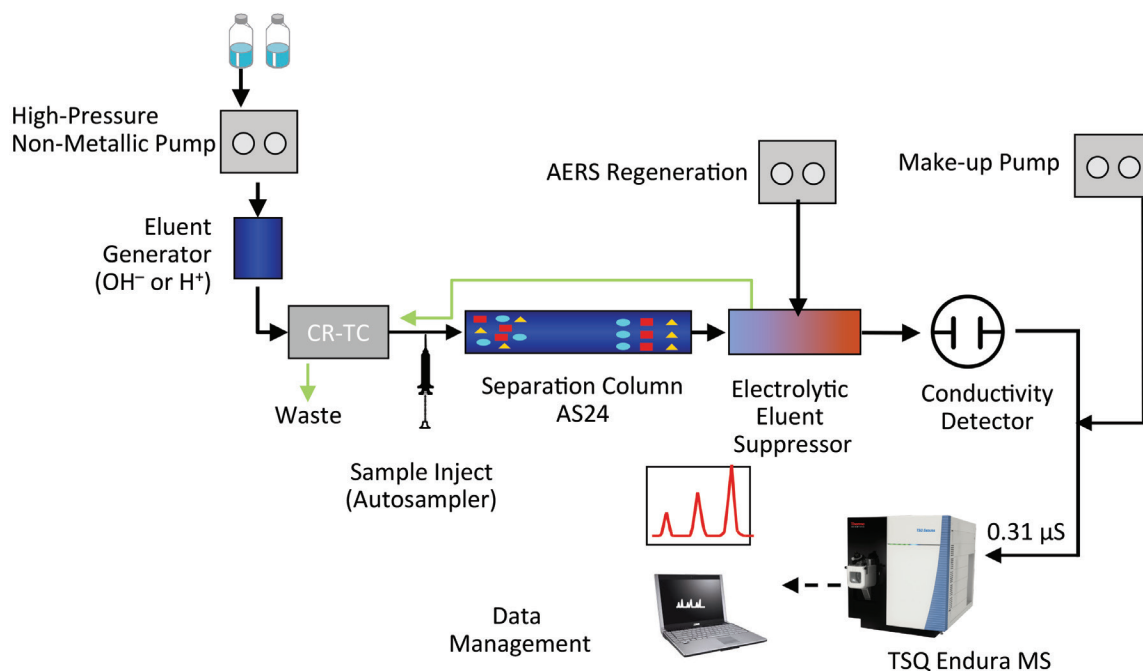 High-Pressure
Non-Metallic Pump
AERS Regeneration
Make-up Pump
Eluent
Generator
(OH– or H+)
CR-TC
Waste
Sample Inject
(Autosampler)
Separation Column
AS24
Electrolytic
Eluent
Suppressor
Conductivity
Detector
0.31 µS
Data
Management
TSQ Endura MS